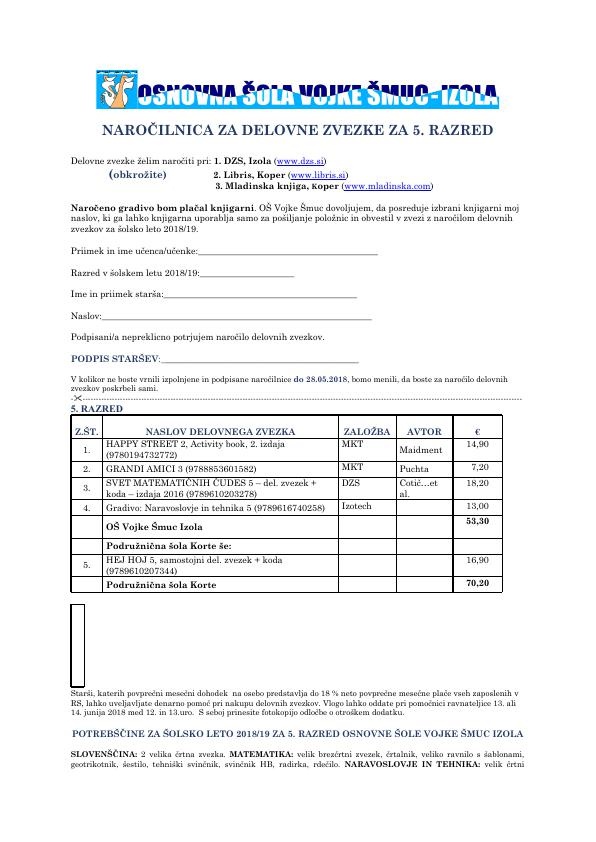 OSNOVNA ŠOLA VOJKE ŠMUC - IZOLA
NAROČILNICA ZA DELOVNE ZVEZKE ZA 5. RAZRED
Delovne zvezke želim naročiti pri: 1. DZS, Izola (www.dzs.si)
(obkrožite) 2. Libris, Koper (www.libris.si)
3. Mladinska knjiga, Koper (www.mladinska.com)
Naročeno gradivo bom plačal knjigarni. OŠ Vojke Šmuc dovoljujem, da posreduje izbrani knjigarni moj
naslov, ki ga lahko knjigarna uporablja samo za pošiljanje položnic in obvestil v zvezi z naročilom delovnih
zvezkov za šolsko leto 2018/19.
Priimek in ime učenca/učenke:________________________________________
Razred v šolskem letu 2018/19:_____________________
Ime in priimek starša:___________________________________________
Naslov:____________________________________________________________
Podpisani/a nepreklicno potrjujem naročilo delovnih zvezkov.
PODPIS STARŠEV:____________________________________________
V kolikor ne boste vrnili izpolnjene in podpisane naročilnice do 28.05.2018, bomo menili, da boste za naročilo delovnih
zvezkov poskrbeli sami.
5. RAZRED
Z.ŠT. NASLOV DELOVNEGA ZVEZKA ZALOŽBA AVTOR €
1. HAPPY STREET 2, Activity book, 2. izdaja
(9780194732772) MKT Maidment 14,90
2. GRANDI AMICI 3 (9788853601582) MKT Puchta 7,20
3. SVET MATEMATIČNIH ČUDES 5 – del. zvezek +
koda – izdaja 2016 (9789610203278) DZS Cotič…et
al. 18,20
4. Gradivo: Naravoslovje in tehnika 5 (9789616740258) Izotech 13,00
OŠ Vojke Šmuc Izola 53,30
Podružnična šola Korte še:
5. HEJ HOJ 5, samostojni del. zvezek + koda
(9789610207344) 16,90
Podružnična šola Korte 70,20
Starši, katerih povprečni mesečni dohodek na osebo predstavlja do 18 % neto povprečne mesečne plače vseh zaposlenih v
RS, lahko uveljavljate denarno pomoč pri nakupu delovnih zvezkov. Vlogo lahko oddate pri pomočnici ravnateljice 13. ali
14. junija 2018 med 12. in 13.uro. S seboj prinesite fotokopijo odločbe o otroškem dodatku.
POTREBŠČINE ZA ŠOLSKO LETO 2018/19 ZA 5. RAZRED OSNOVNE ŠOLE VOJKE ŠMUC IZOLA
SLOVENŠČINA: 2 velika črtna zvezka. MATEMATIKA: velik brezčrtni zvezek, črtalnik, veliko ravnilo s šablonami,
geotrikotnik, šestilo, tehniški svinčnik, svinčnik HB, radirka, rdečilo. NARAVOSLOVJE IN TEHNIKA: velik črtni